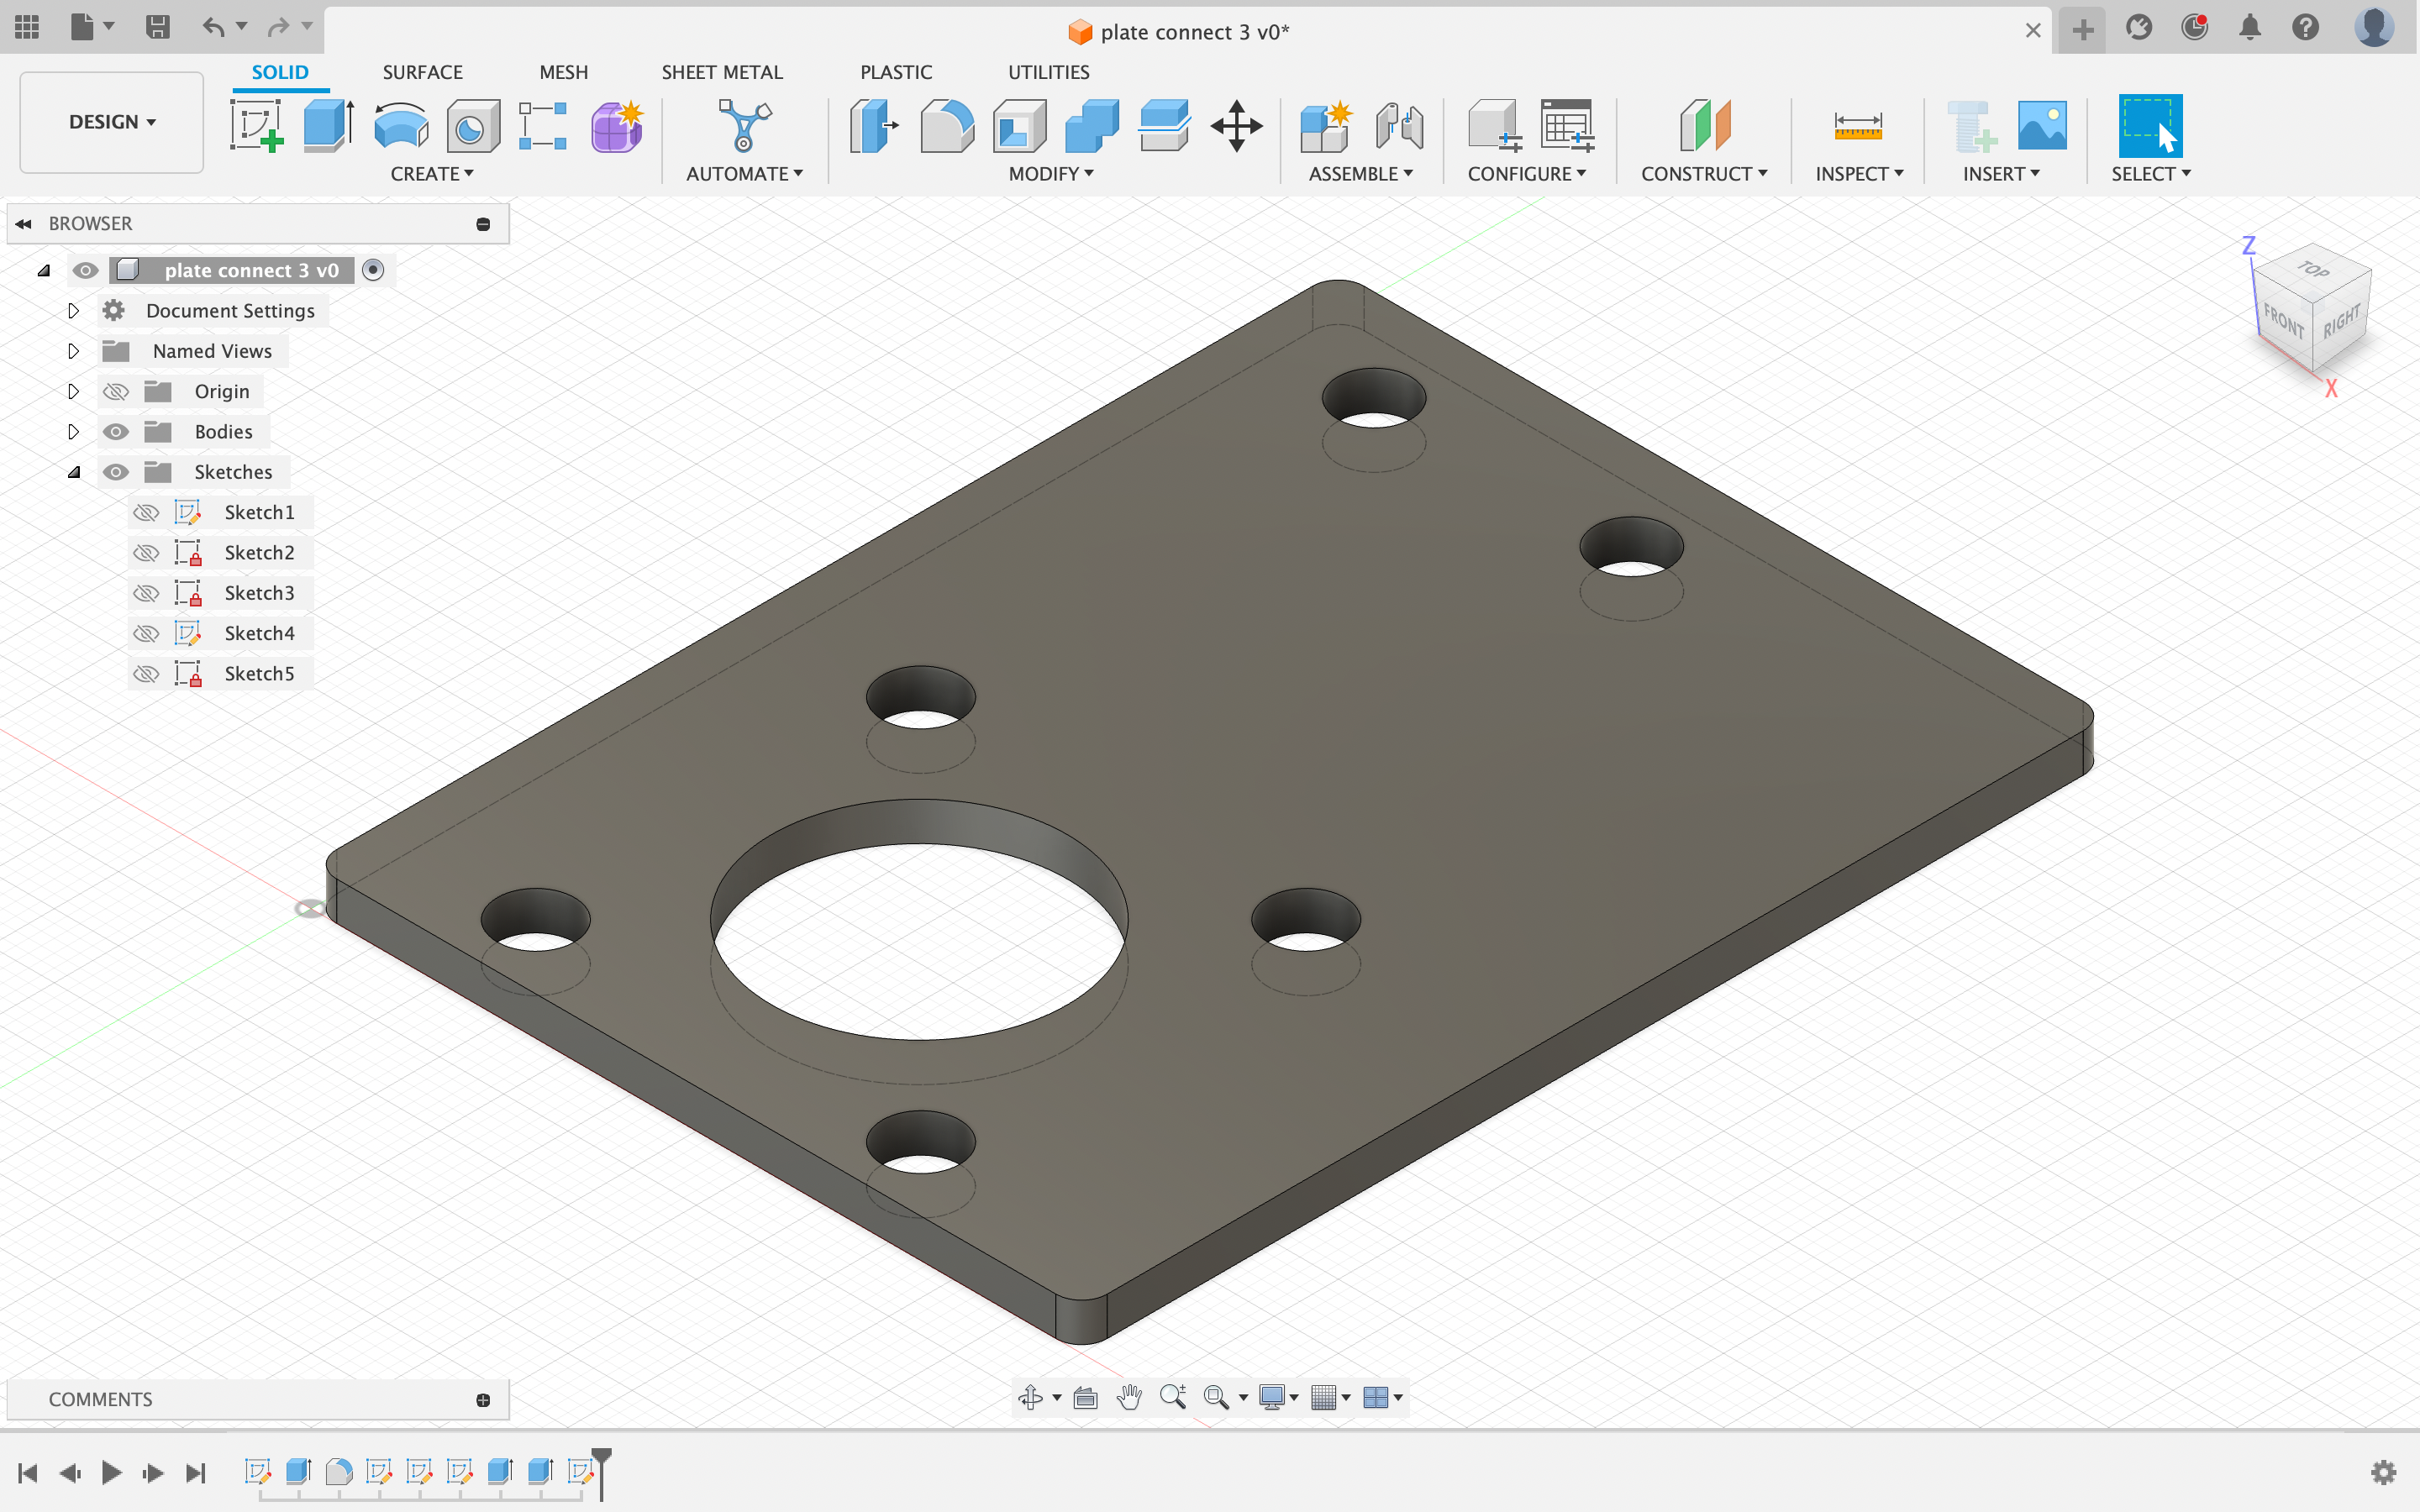 plate connect 3 v0*
SOLID SURFACE MESH SHEET METAL PLASTIC UTILITIES
DESIGN
CREATE AUTOMATE MODIFY ASSEMBLE CONFIGURE CONSTRUCT INSPECT INSERT SELECT
BROWSER
plate connect 3 v0
Document Settings
Named Views
Origin
Bodies
Sketches
Sketch1
Sketch2
Sketch3
Sketch4
Sketch5
Z
TOP
FRONT
RIGHT
X
COMMENTS